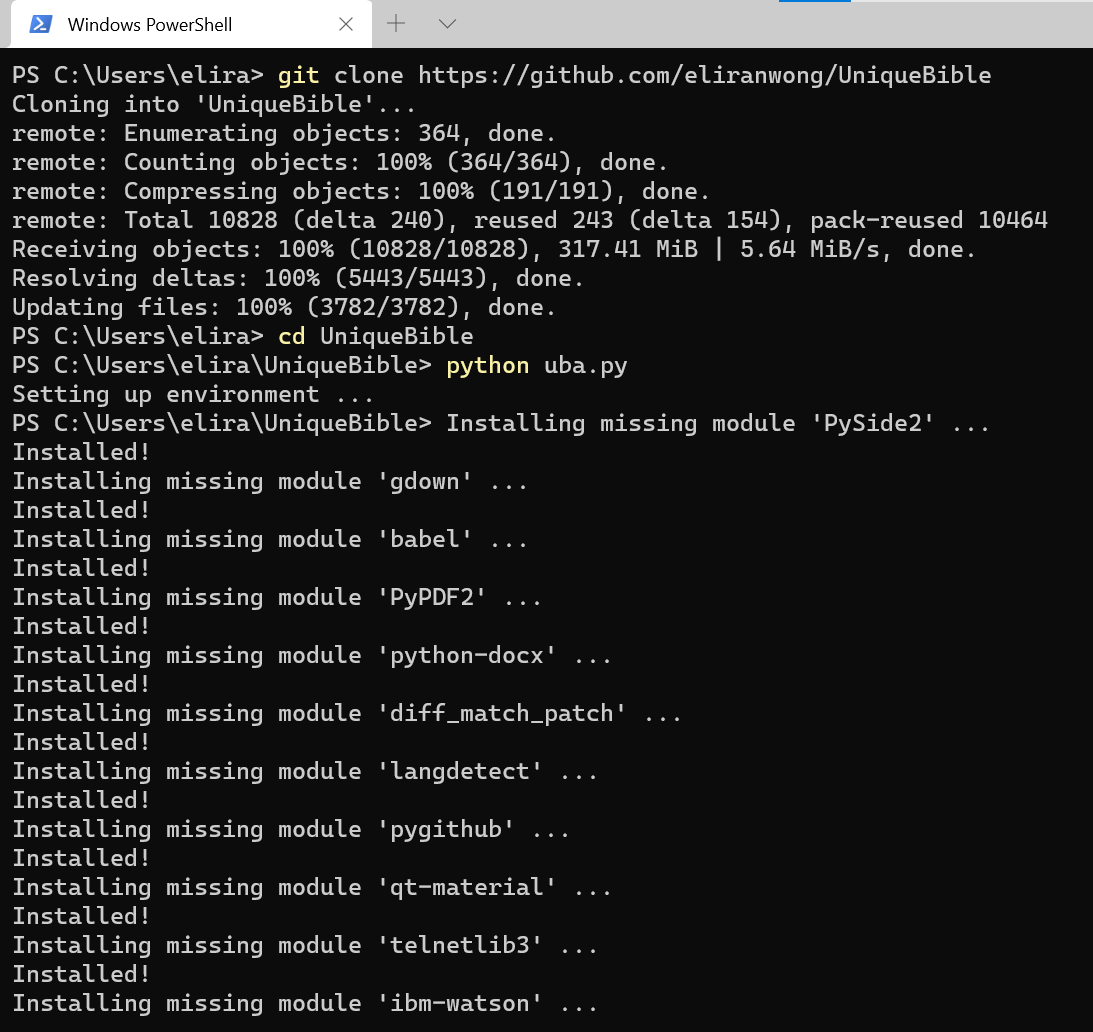 Windows PowerShell
PS C:\Users\elira> git clone https://github.com/eliranwong/UniqueBible
Cloning into 'UniqueBible'...
remote: Enumerating objects: 364, done.
remote: Counting objects: 100% (364/364), done.
remote: Compressing objects: 100% (191/191), done.
remote: Total 10828 (delta 240), reused 243 (delta 154), pack-reused 10464
Receiving objects: 100% (10828/10828), 317.41 MiB | 5.64 MiB/s, done.
Resolving deltas: 100% (5443/5443), done.
Updating files: 100% (3782/3782), done.
PS C:\Users\elira> cd UniqueBible
PS C:\Users\elira\UniqueBible> python uba.py
Setting up environment ...
PS C:\Users\elira\UniqueBible> Installing missing module 'PySide2' ...
Installed!
Installing missing module 'gdown' ...
Installed!
Installing missing module 'babel' ...
Installed!
Installing missing module 'PyPDF2' ...
Installed!
Installing missing module 'python-docx' ...
Installed!
Installing missing module 'diff_match_patch' ...
Installed!
Installing missing module 'langdetect' ...
Installed!
Installing missing module 'pygithub' ...
Installed!
Installing missing module 'qt-material' ...
Installed!
Installing missing module 'telnetlib3' ...
Installed!
Installing missing module 'ibm-watson' ...